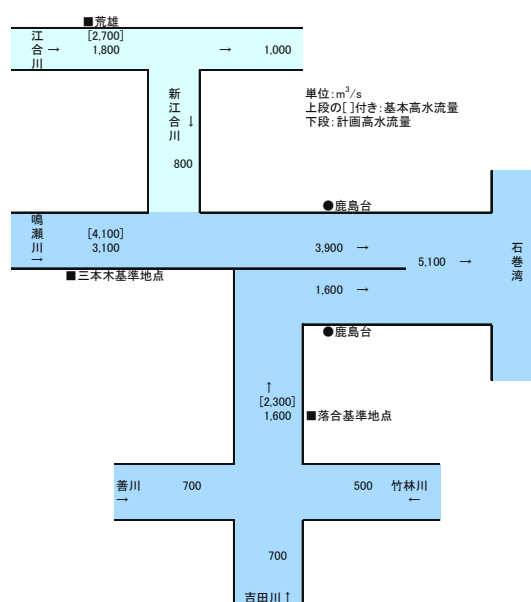 ■荒雄
江合川 →
[2,700]
1,800
→ 1,000
新江合川 ↓
800
単位:m³/s
上段の[ ]付き:基本高水流量
下段:計画高水流量
●鹿島台
鳴瀬川→
[4,100]
3,100
3,900 →
5,100 →
石巻湾
■三本木基準地点
1,600 →
●鹿島台
↑
[2,300]
1,600
■落合基準地点
善川
→
700
500
竹林川
←
700
吉田川↑